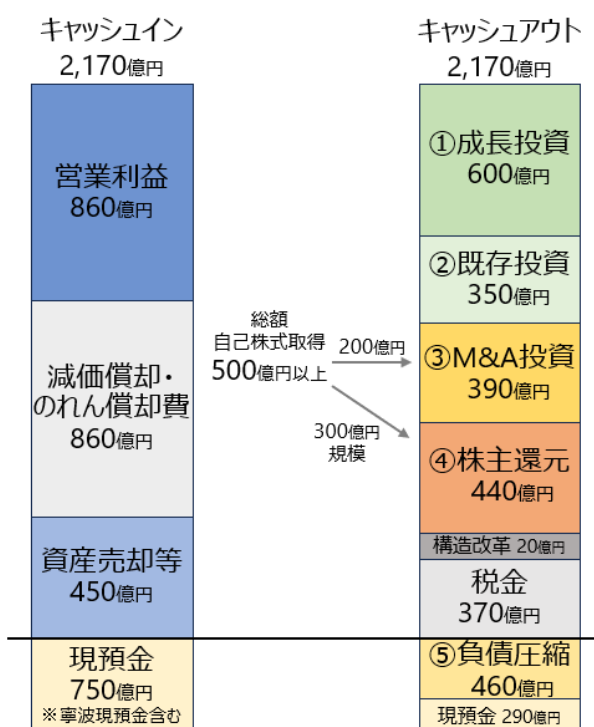 キャッシュイン
2,170億円
営業利益
860億円
減価償却・
のれん償却費
860億円
資産売却等
450億円
現預金
750億円
※寧波現預金含む
総額
自己株式取得
500億円以上
200億円
300億円
規模
キャッシュアウト
2,170億円
①成長投資
600億円
②既存投資
350億円
③M&A投資
390億円
④株主還元
440億円
構造改革 20億円
税金
370億円
⑤負債圧縮
460億円
現預金 290億円